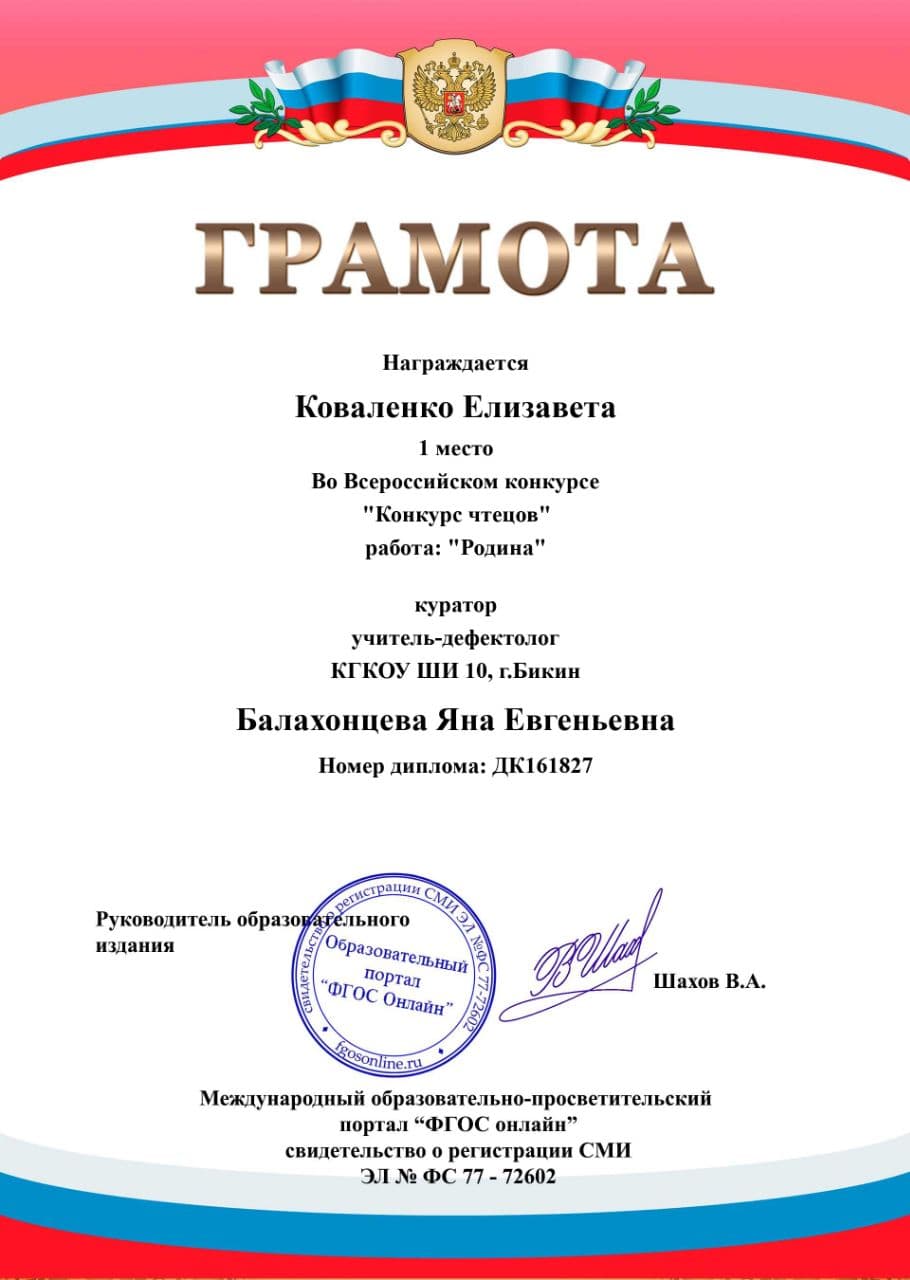 ГРАМОТА
Награждается
Коваленко Елизавета
1 место
Во Всероссийском конкурсе
"Конкурс чтецов"
работа: "Родина"
куратор
учитель-дефектолог
КГКОУ ШИ 10, г.Бикин
Балахонцева Яна Евгеньевна
Номер диплома: ДК161827
Руководитель образовательного
издания
свидетельство о регистрации СМИ ЭЛ №ФС 77-72602
Образовательный
портал
“ФГОС Онлайн”
fgosonline.ru
Шахов В.А.
Международный образовательно-просветительский
портал “ФГОС онлайн”
свидетельство о регистрации СМИ
ЭЛ № ФС 77 - 72602